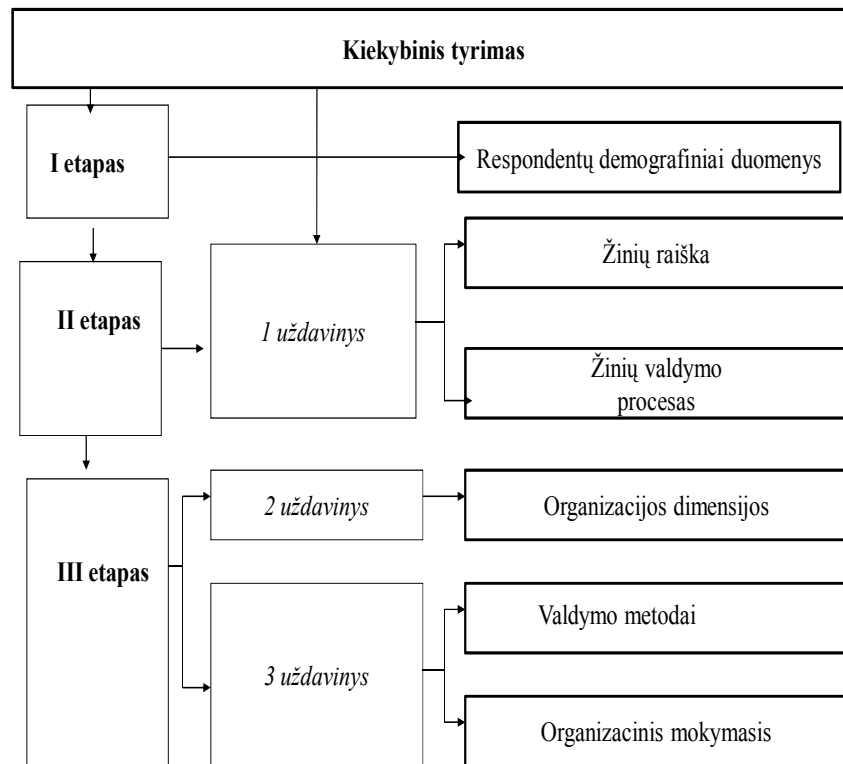 Kiekybinis tyrimas
I etapas
Respondentų demografiniai duomenys
II etapas
1 uždavinys
Žinių raiška
Žinių valdymo
procesas
III etapas
2 uždavinys
Organizacijos dimensijos
3 uždavinys
Valdymo metodai
Organizacinis mokymasis